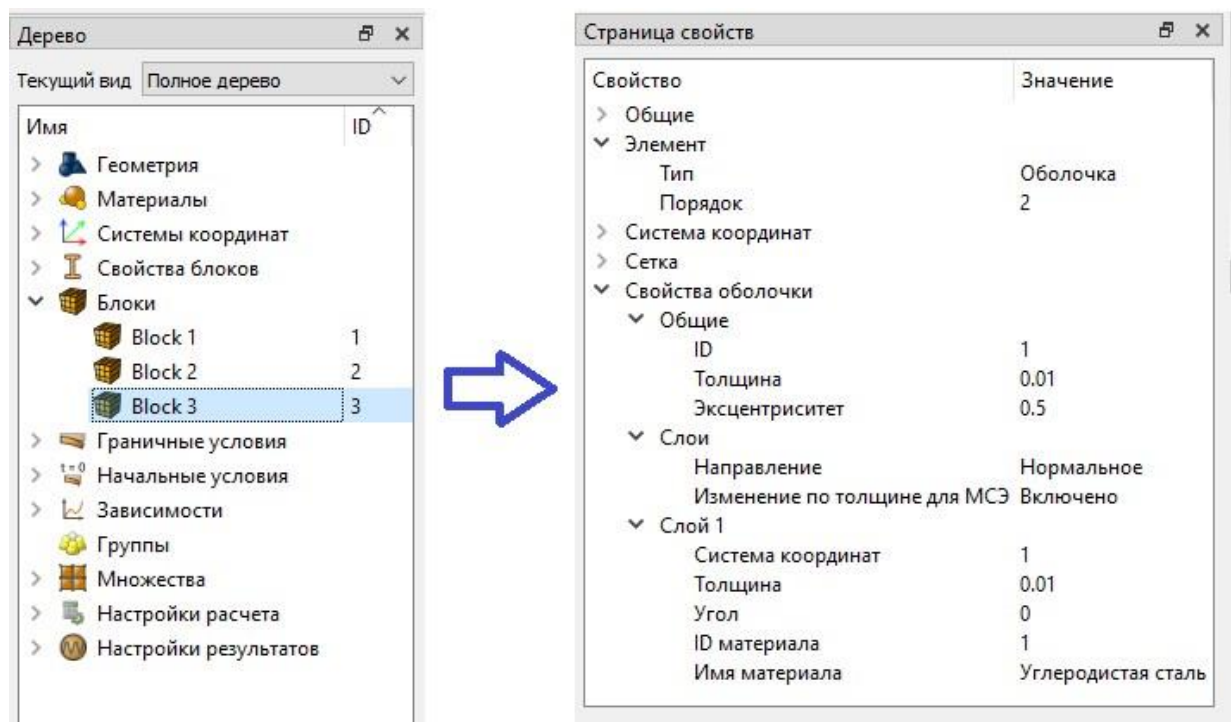 Дерево
Текущий вид Полное дерево
Имя ID
Геометрия
Материалы
Системы координат
Свойства блоков
Блоки
Block 1 1
Block 2 2
Block 3 3
Граничные условия
t=0 Начальные условия
Зависимости
Группы
Множества
Настройки расчета
Настройки результатов
Страница свойств
Свойство Значение
Общие
Элемент
Тип Оболочка
Порядок 2
Система координат
Сетка
Свойства оболочки
Общие
ID 1
Толщина 0.01
Эксцентриситет 0.5
Слои
Направление Нормальное
Изменение по толщине для МСЭ Включено
Слой 1
Система координат 1
Толщина 0.01
Угол 0
ID материала 1
Имя материала Углеродистая сталь